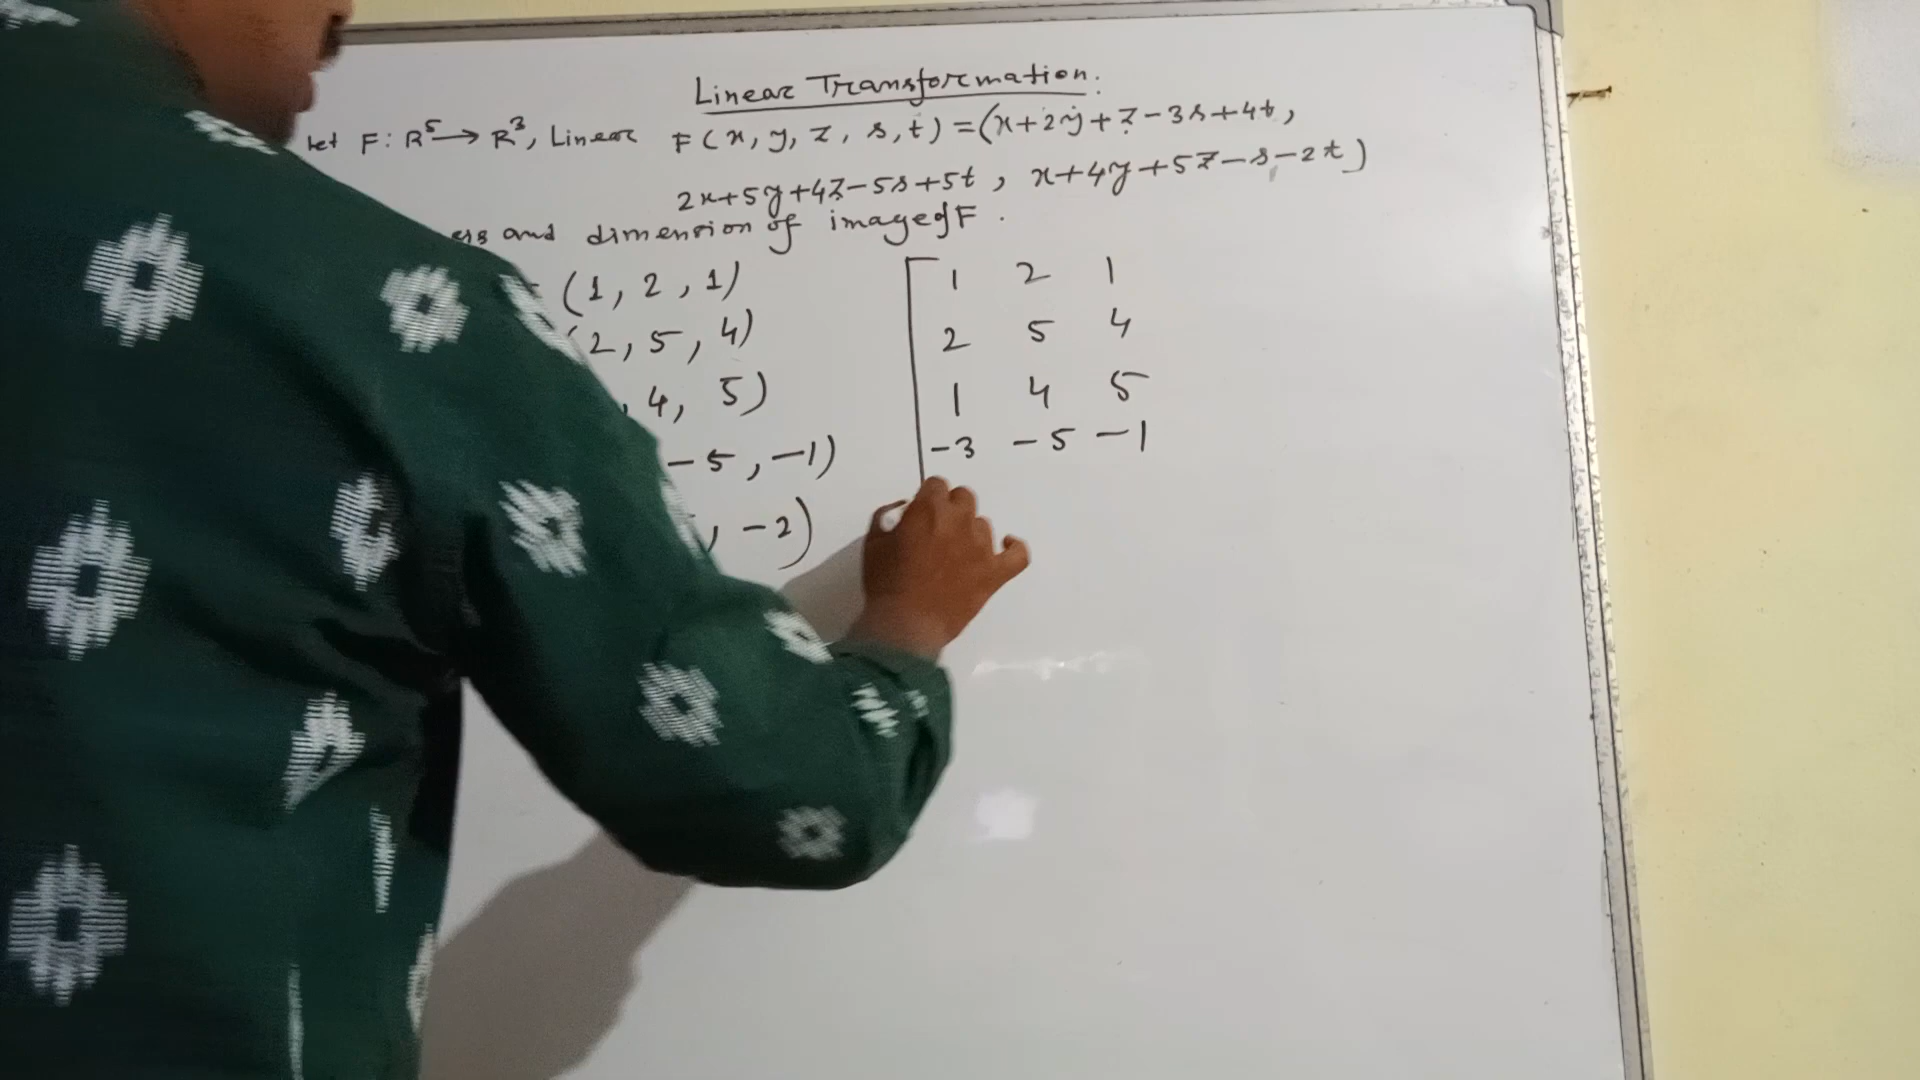 Linear Transformation.
Let F: R⁵ → R³, Linear F(x, y, z, s, t) = (x+2y+z-3s+4t,
2x+5y+4z-5s+5t, x+4y+5z-s-2t)
and dimension of image of F.
(1, 2, 1)
(2, 5, 4)
, 4, 5)
-5, -1)
, -2)
1 2 1
2 5 4
1 4 5
-3 -5 -1